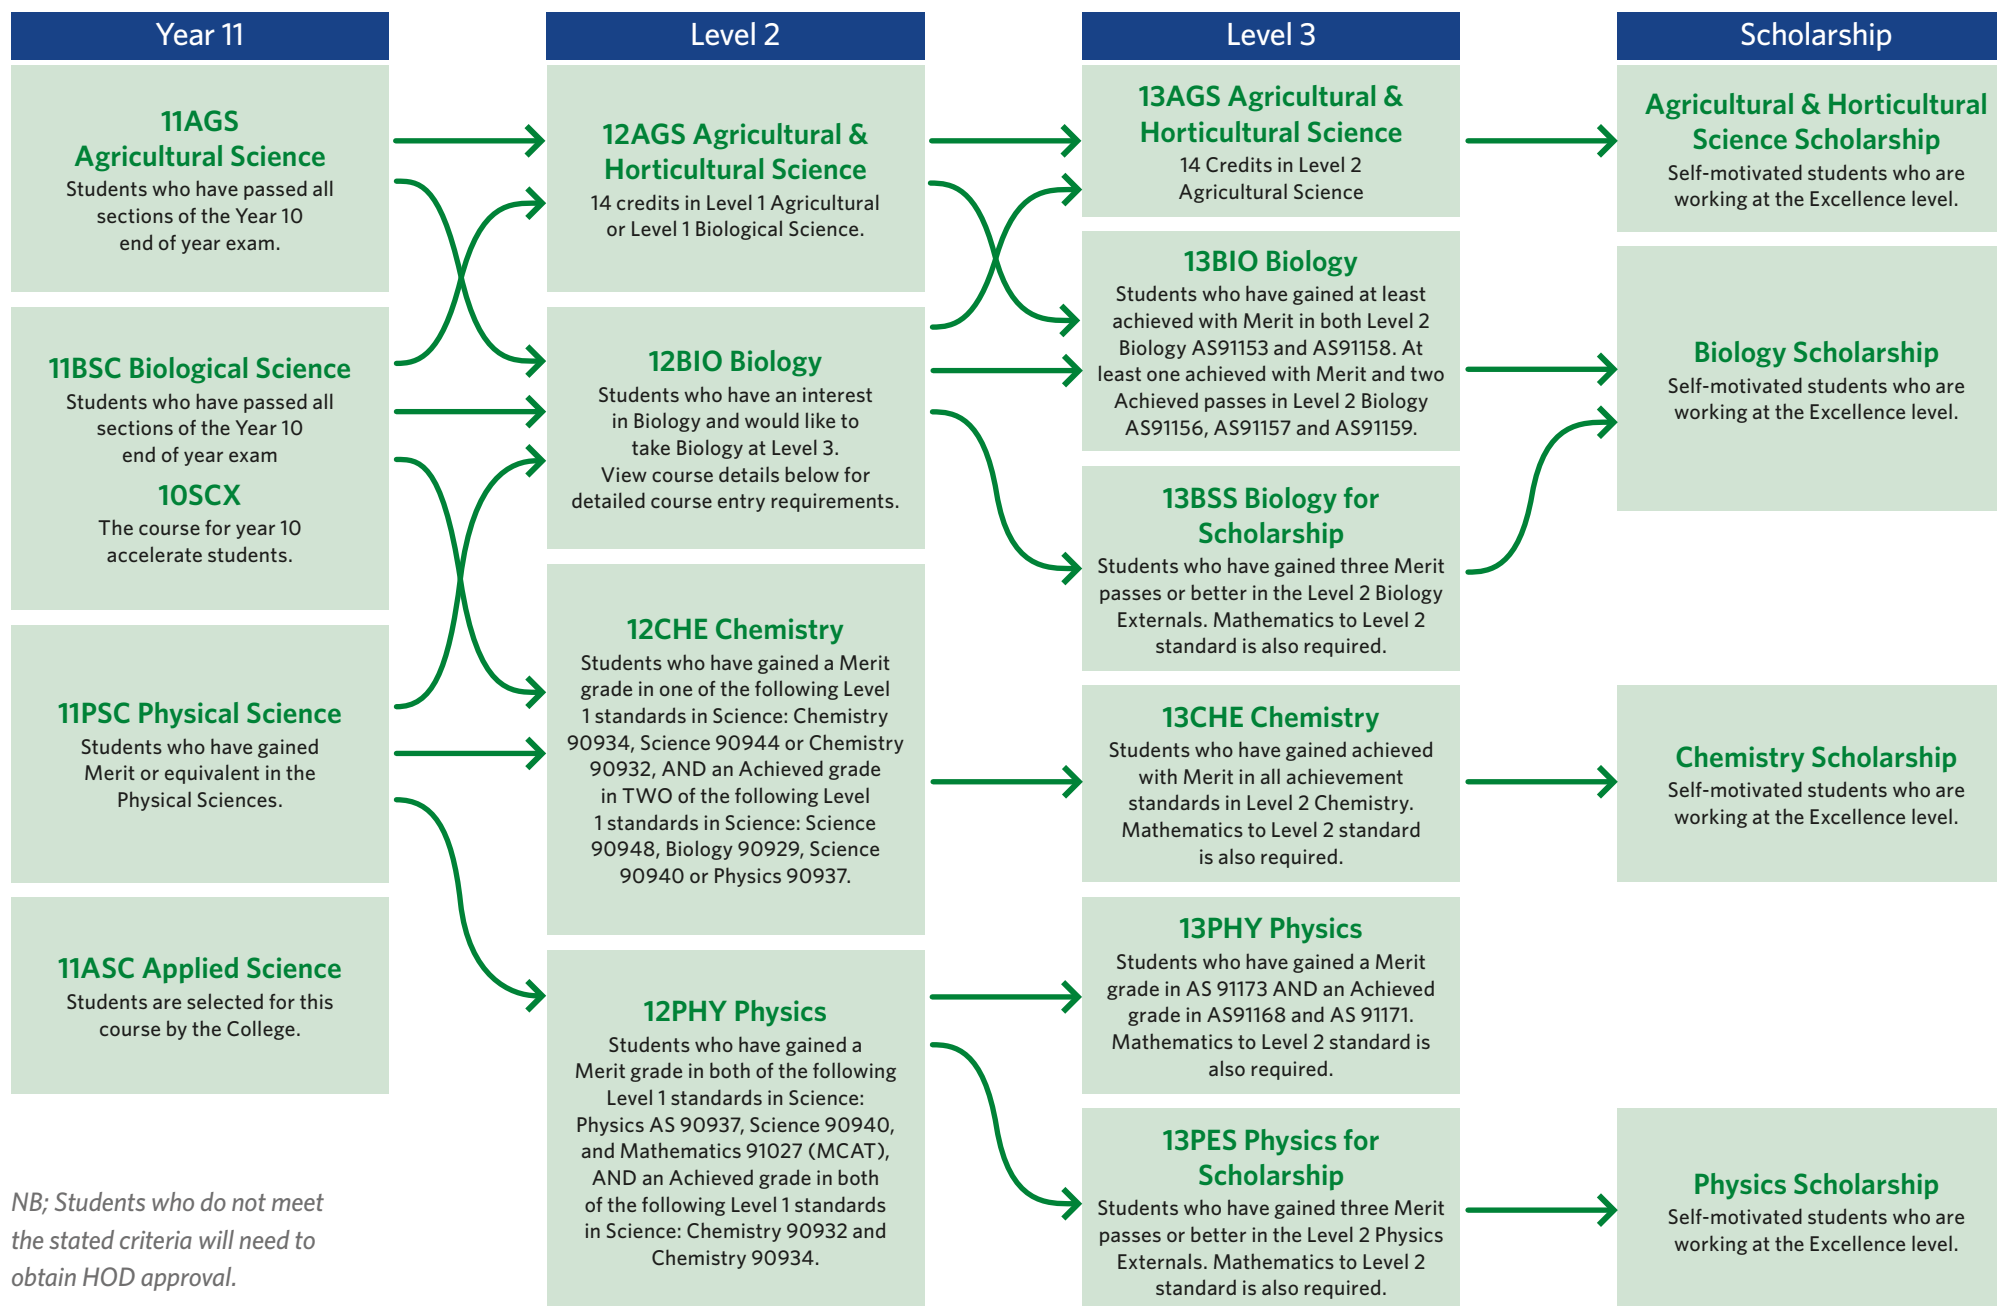 Year 11
11AGS
Agricultural Science
Students who have passed all
sections of the Year 10
end of year exam.
11BSC Biological Science
Students who have passed all
sections of the Year 10
end of year exam
10SCX
The course for year 10
accelerate students.
11PSC Physical Science
Students who have gained
Merit or equivalent in the
Physical Sciences.
11ASC Applied Science
Students are selected for this
course by the College.
NB; Students who do not meet
the stated criteria will need to
obtain HOD approval.
Level 2
12AGS Agricultural &
Horticultural Science
14 credits in Level 1 Agricultural
or Level 1 Biological Science.
12BIO Biology
Students who have an interest
in Biology and would like to
take Biology at Level 3.
View course details below for
detailed course entry requirements.
12CHE Chemistry
Students who have gained a Merit
grade in one of the following Level
1 standards in Science: Chemistry
90934, Science 90944 or Chemistry
90932, AND an Achieved grade
in TWO of the following Level
1 standards in Science: Science
90948, Biology 90929, Science
90940 or Physics 90937.
12PHY Physics
Students who have gained a
Merit grade in both of the following
Level 1 standards in Science:
Physics AS 90937, Science 90940,
and Mathematics 91027 (MCAT),
AND an Achieved grade in both
of the following Level 1 standards
in Science: Chemistry 90932 and
Chemistry 90934.
Level 3
13AGS Agricultural &
Horticultural Science
14 Credits in Level 2
Agricultural Science
13BIO Biology
Students who have gained at least
achieved with Merit in both Level 2
Biology AS91153 and AS91158. At
least one achieved with Merit and two
Achieved passes in Level 2 Biology
AS91156, AS91157 and AS91159.
13BSS Biology for
Scholarship
Students who have gained three Merit
passes or better in the Level 2 Biology
Externals. Mathematics to Level 2
standard is also required.
13CHE Chemistry
Students who have gained achieved
with Merit in all achievement
standards in Level 2 Chemistry.
Mathematics to Level 2 standard
is also required.
13PHY Physics
Students who have gained a Merit
grade in AS 91173 AND an Achieved
grade in AS91168 and AS 91171.
Mathematics to Level 2 standard is
also required.
13PES Physics for
Scholarship
Students who have gained three Merit
passes or better in the Level 2 Physics
Externals. Mathematics to Level 2
standard is also required.
Scholarship
Agricultural & Horticultural
Science Scholarship
Self-motivated students who are
working at the Excellence level.
Biology Scholarship
Self-motivated students who are
working at the Excellence level.
Chemistry Scholarship
Self-motivated students who are
working at the Excellence level.
Physics Scholarship
Self-motivated students who are
working at the Excellence level.